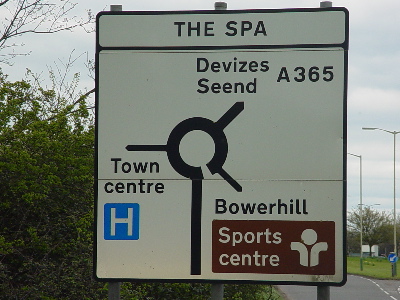 THE SPA
Devizes
Seend
A365
Town
centre
H
Bowerhill
Sports
centre